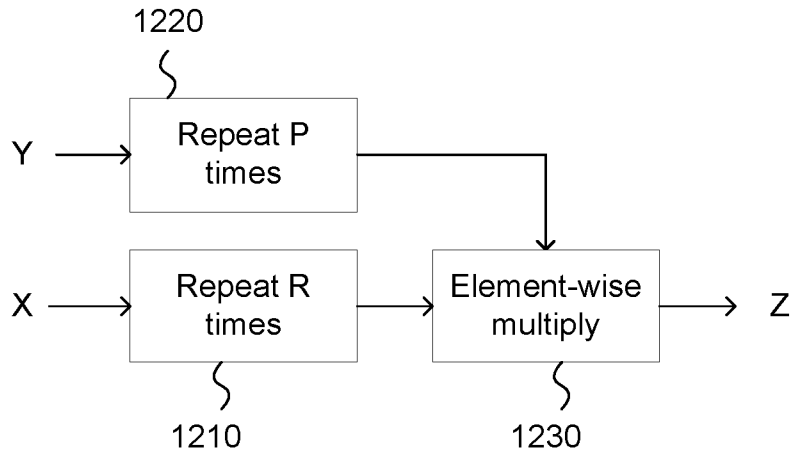 1220
Y
Repeat P
times
X
Repeat R
times
Element-wise
multiply
Z
1210
1230